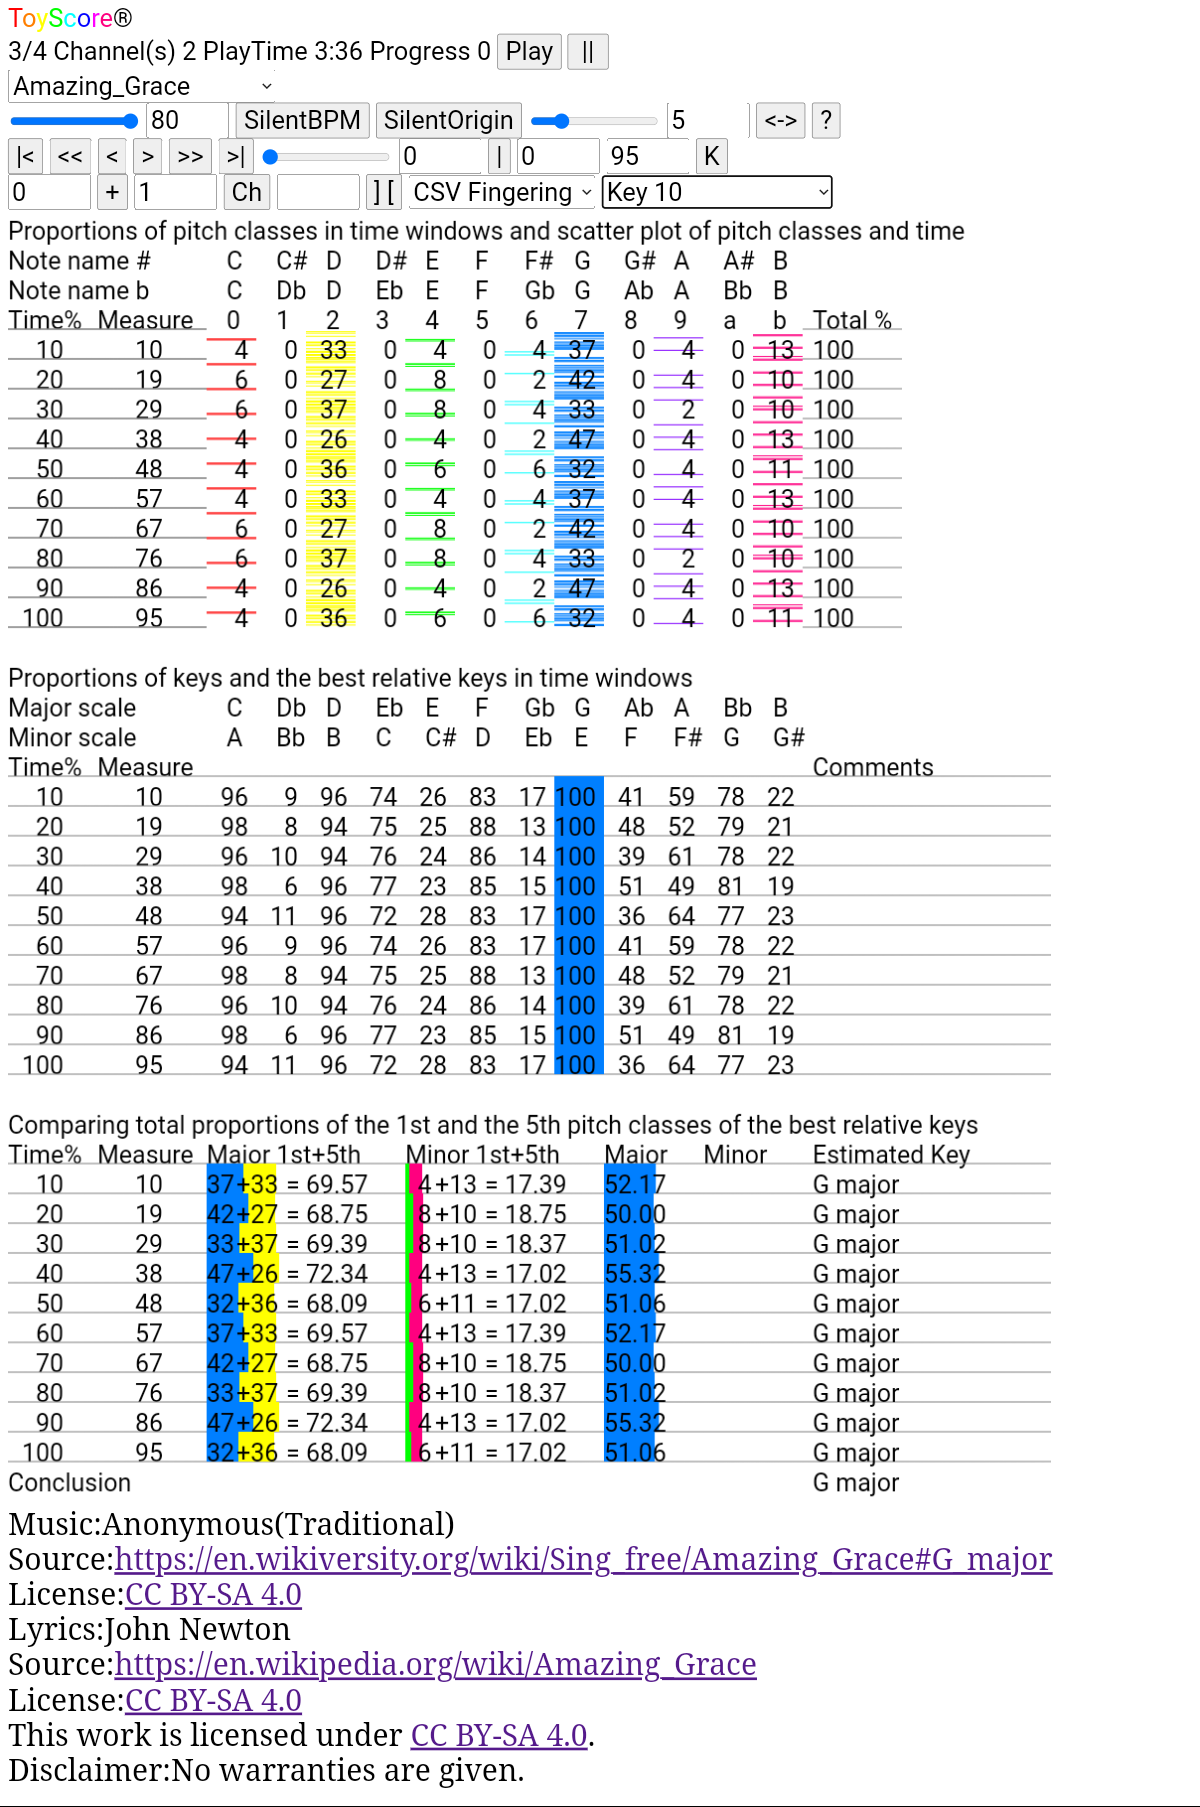 ToyScore®
3/4 Channel(s) 2 PlayTime 3:36 Progress 0 Play ||
Amazing_Grace
80 SilentBPM SilentOrigin 5 <-> ?
|< << < > >> >| 0 | 0 95 K
0 + 1 Ch ] [ CSV Fingering Key 10
Proportions of pitch classes in time windows and scatter plot of pitch classes and time
Note name # C C# D D# E F F# G G# A A# B
Note name b C Db D Eb E F Gb G Ab A Bb B
Time% Measure 0 1 2 3 4 5 6 7 8 9 a b Total %
10 10 4 0 33 0 4 0 4 37 0 4 0 13 100
20 19 6 0 27 0 8 0 2 42 0 4 0 10 100
30 29 6 0 37 0 8 0 4 33 0 2 0 10 100
40 38 4 0 26 0 4 0 2 47 0 4 0 13 100
50 48 4 0 36 0 6 0 6 32 0 4 0 11 100
60 57 4 0 33 0 4 0 4 37 0 4 0 13 100
70 67 6 0 27 0 8 0 2 42 0 4 0 10 100
80 76 6 0 37 0 8 0 4 33 0 2 0 10 100
90 86 4 0 26 0 4 0 2 47 0 4 0 13 100
100 95 4 0 36 0 6 0 6 32 0 4 0 11 100
Proportions of keys and the best relative keys in time windows
Major scale C Db D Eb E F Gb G Ab A Bb B
Minor scale A Bb B C C# D Eb E F F# G G#
Time% Measure Comments
10 10 96 9 96 74 26 83 17 100 41 59 78 22
20 19 98 8 94 75 25 88 13 100 48 52 79 21
30 29 96 10 94 76 24 86 14 100 39 61 78 22
40 38 98 6 96 77 23 85 15 100 51 49 81 19
50 48 94 11 96 72 28 83 17 100 36 64 77 23
60 57 96 9 96 74 26 83 17 100 41 59 78 22
70 67 98 8 94 75 25 88 13 100 48 52 79 21
80 76 96 10 94 76 24 86 14 100 39 61 78 22
90 86 98 6 96 77 23 85 15 100 51 49 81 19
100 95 94 11 96 72 28 83 17 100 36 64 77 23
Comparing total proportions of the 1st and the 5th pitch classes of the best relative keys
Time% Measure Major 1st+5th Minor 1st+5th Major Minor Estimated Key
10 10 37+33 = 69.57 4+13 = 17.39 52.17 G major
20 19 42+27 = 68.75 8+10 = 18.75 50.00 G major
30 29 33+37 = 69.39 8+10 = 18.37 51.02 G major
40 38 47+26 = 72.34 4+13 = 17.02 55.32 G major
50 48 32+36 = 68.09 6+11 = 17.02 51.06 G major
60 57 37+33 = 69.57 4+13 = 17.39 52.17 G major
70 67 42+27 = 68.75 8+10 = 18.75 50.00 G major
80 76 33+37 = 69.39 8+10 = 18.37 51.02 G major
90 86 47+26 = 72.34 4+13 = 17.02 55.32 G major
100 95 32+36 = 68.09 6+11 = 17.02 51.06 G major
Conclusion G major
Music:Anonymous(Traditional)
Source:https://en.wikiversity.org/wiki/Sing_free/Amazing_Grace#G_major
License:CC BY-SA 4.0
Lyrics:John Newton
Source:https://en.wikipedia.org/wiki/Amazing_Grace
License:CC BY-SA 4.0
This work is licensed under CC BY-SA 4.0.
Disclaimer:No warranties are given.